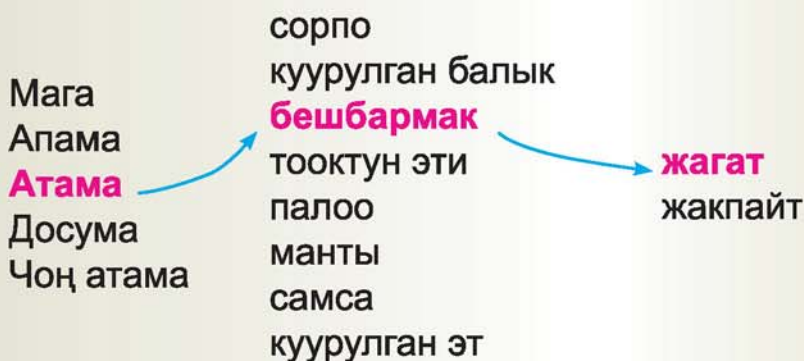 Мага
Апама
Атама
Досума
Чоң атама
сорпо
куурулган балык
бешбармак
тооктун эти
палоо
манты
самса
куурулган эт
жагат
жакпайт